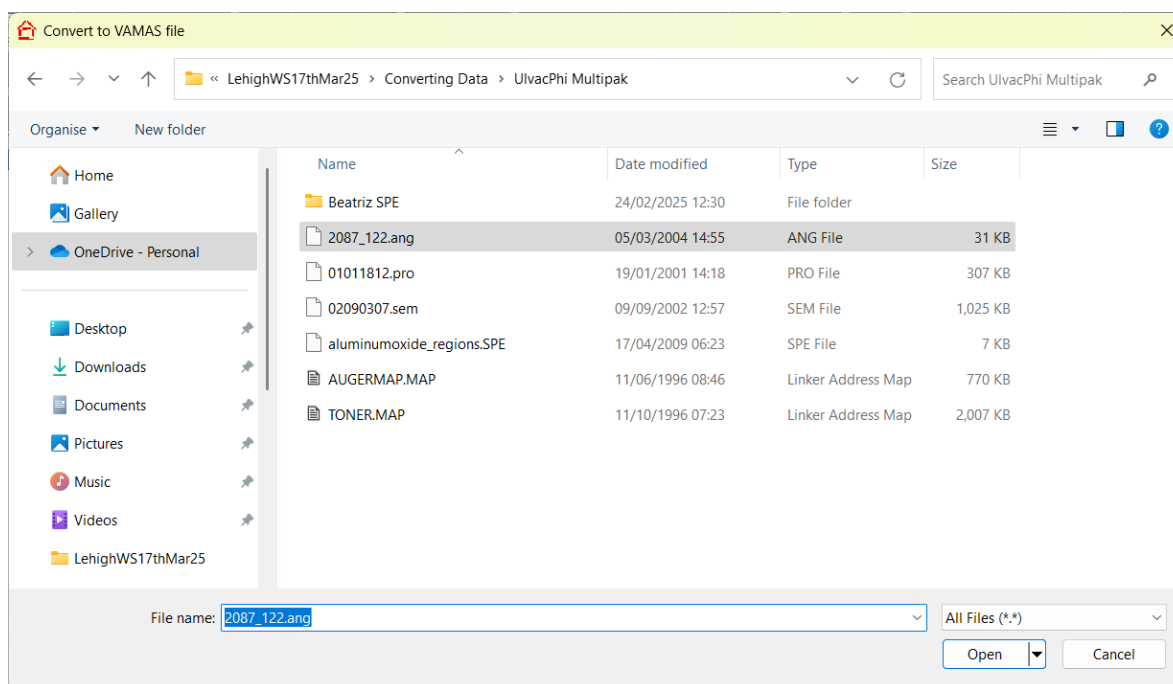 Convert to VAMAS file
« LehighWS17thMar25 > Converting Data > UlvacPhi Multipak
Search UlvacPhi Multipak
Organise New folder
Home
Gallery
OneDrive - Personal
Desktop
Downloads
Documents
Pictures
Music
Videos
LehighWS17thMar25
Name Date modified Type Size
Beatriz SPE 24/02/2025 12:30 File folder
2087_122.ang 05/03/2004 14:55 ANG File 31 KB
01011812.pro 19/01/2001 14:18 PRO File 307 KB
02090307.sem 09/09/2002 12:57 SEM File 1,025 KB
aluminumoxide_regions.SPE 17/04/2009 06:23 SPE File 7 KB
AUGERMAP.MAP 11/06/1996 08:46 Linker Address Map 770 KB
TONER.MAP 11/10/1996 07:23 Linker Address Map 2,007 KB
File name: 2087_122.ang All Files (*.*)
Open Cancel